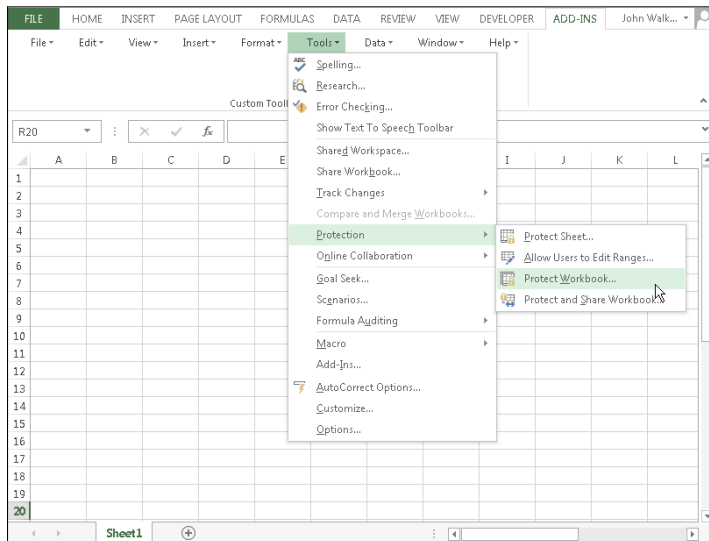 FILE HOME INSERT PAGE LAYOUT FORMULAS DATA REVIEW VIEW DEVELOPER ADD-INS John Walk...
File Edit View Insert Format Tools Data Window Help
ABC Spelling...
Research...
Custom Tooll Error Checking...
Show Text To Speech Toolbar
R20 fx
Shared Workspace...
A B C D E I J K L
Share Workbook...
1
Track Changes
2
Compare and Merge Workbooks...
3
4 Protection Protect Sheet...
5 Online Collaboration Allow Users to Edit Ranges...
6
7 Goal Seek... Protect Workbook...
8 Scenarios... Protect and Share Workbook...
9 Formula Auditing
10
11 Macro
12 Add-Ins...
13 AutoCorrect Options...
14 Customize...
15 Options...
16
17
18
19
20
Sheet1